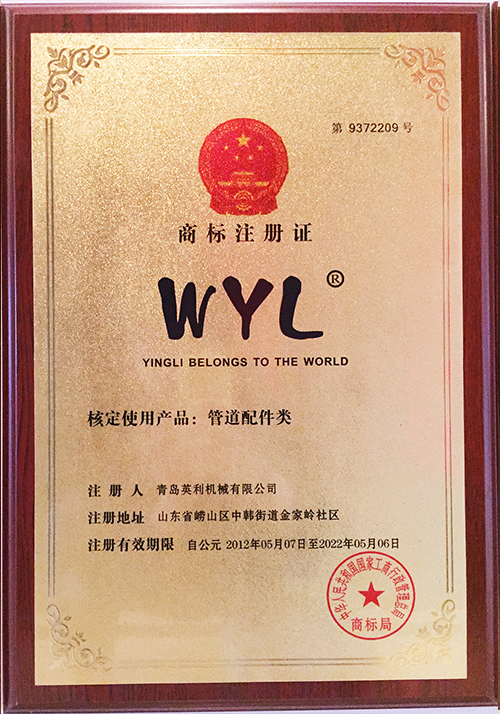 第 9372209 号
商标注册证
WYL®
YINGLI BELONGS TO THE WORLD
核定使用产品：管道配件类
注 册 人 青岛英利机械有限公司
注册地址 山东省崂山区中韩街道金家岭社区
注册有效期限 自公元 2012年05月07日至2022年05月06日
中华人民共和国国家工商行政管理总局
商标局